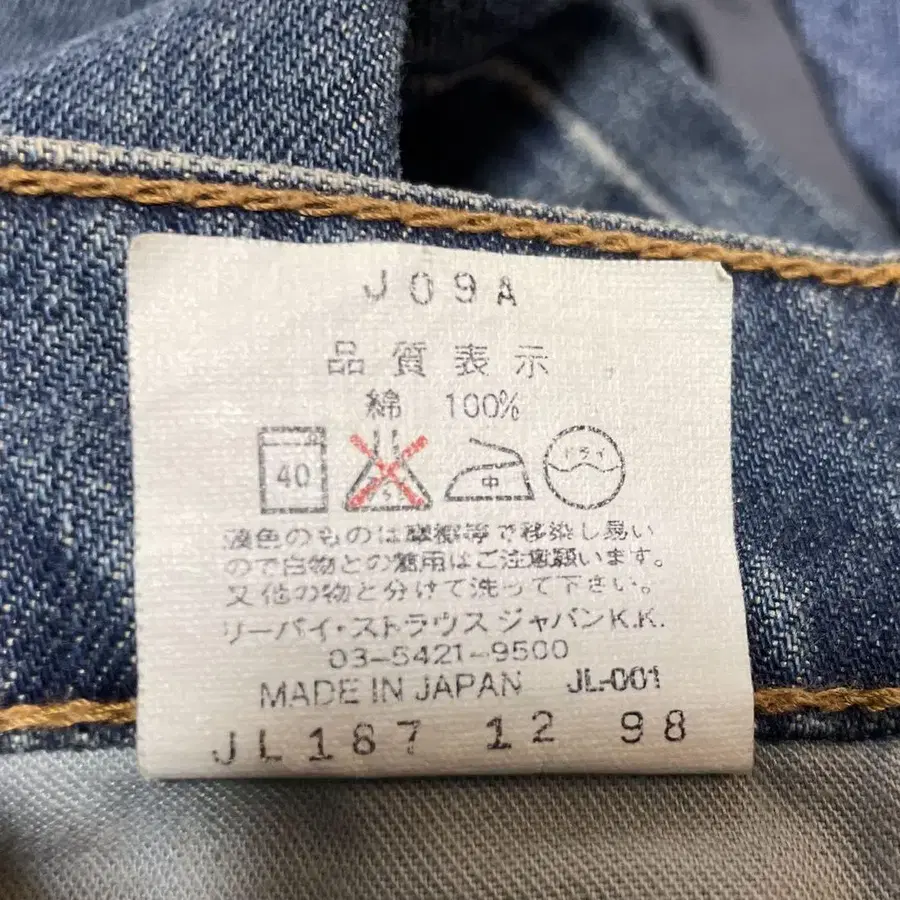 J09A
品質表示
綿 100%
40 中 ドライ
濃色のものは摩擦等で移染し易い
ので白物との着用はご注意願います。
又他の物と分けて洗って下さい。
リーバイ・ストラウス ジャパンK.K.
03-5421-9500
MADE IN JAPAN JL-001
JL187 12 98